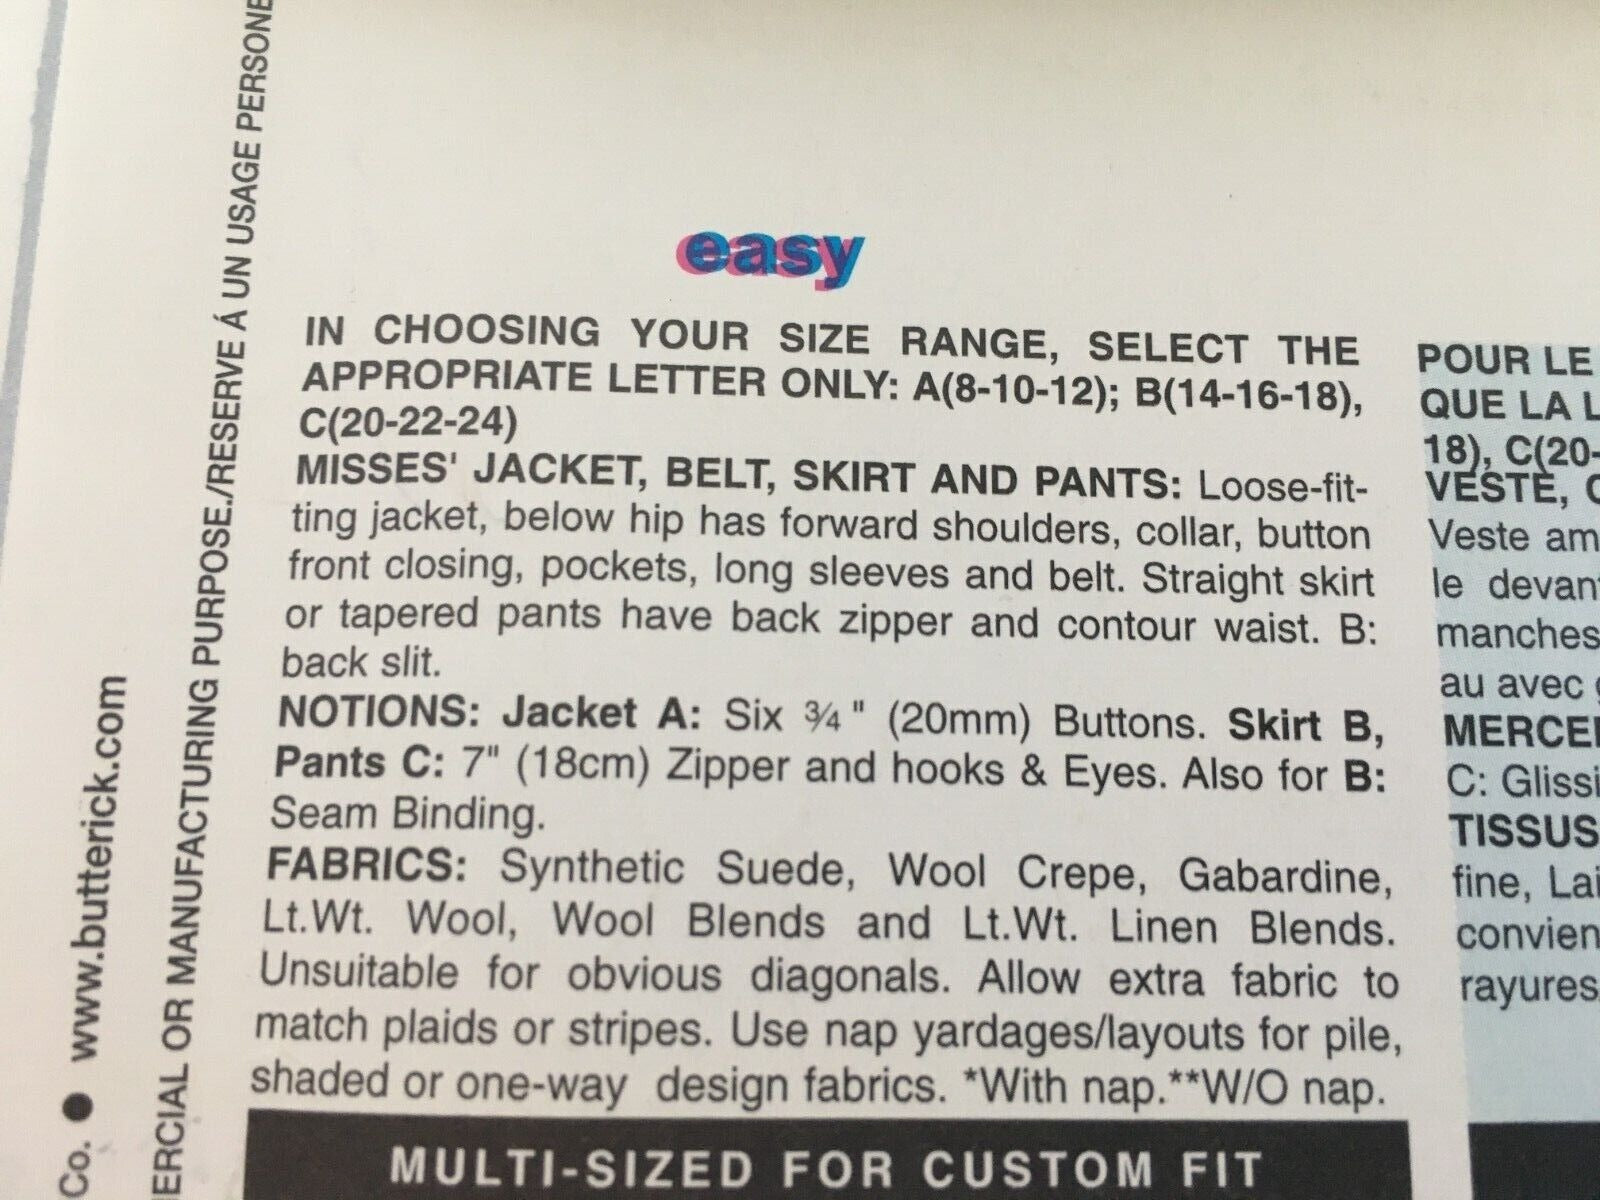 easy
IN CHOOSING YOUR SIZE RANGE, SELECT THE
APPROPRIATE LETTER ONLY: A(8-10-12); B(14-16-18),
C(20-22-24)
MISSES' JACKET, BELT, SKIRT AND PANTS: Loose-fit-
ting jacket, below hip has forward shoulders, collar, button
front closing, pockets, long sleeves and belt. Straight skirt
or tapered pants have back zipper and contour waist. B:
back slit.
NOTIONS: Jacket A: Six ¾" (20mm) Buttons. Skirt B,
Pants C: 7" (18cm) Zipper and hooks & Eyes. Also for B:
Seam Binding.
FABRICS: Synthetic Suede, Wool Crepe, Gabardine,
Lt.Wt. Wool, Wool Blends and Lt.Wt. Linen Blends.
Unsuitable for obvious diagonals. Allow extra fabric to
match plaids or stripes. Use nap yardages/layouts for pile,
shaded or one-way design fabrics. *With nap.**W/O nap.
MULTI-SIZED FOR CUSTOM FIT
POUR LE
QUE LA L
18), C(20-
VESTE, C
Veste am
le devant
manches
au avec
MERCE
C: Glissi
TISSUS
fine, Lai
convien
rayures
Co. ● www.butterick.com
ERCIAL OR MANUFACTURING PURPOSE./RESERVE Á UN USAGE PERSONE